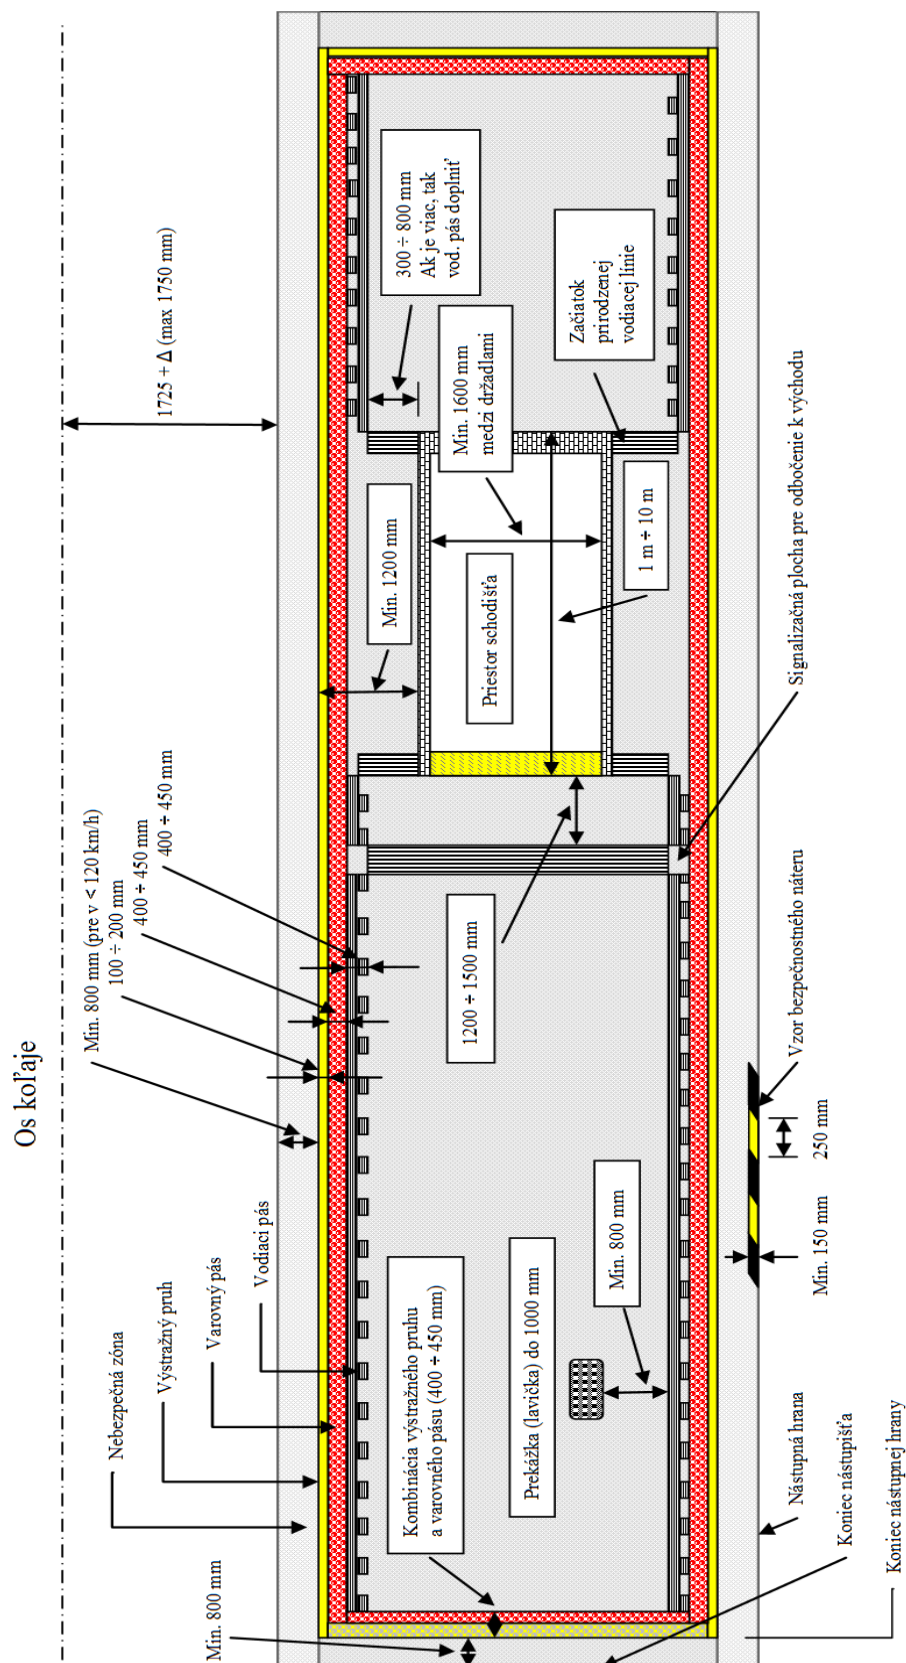 Os koľaje
1725 + Δ (max 1750 mm)
300 ÷ 800 mm
Ak je viac, tak
vod. pás doplniť
Min. 1600 mm
medzi držadlami
Začiatok
prirodzenej
vodiacej línie
Min. 1200 mm
Priestor schodišťa
1 m ÷ 10 m
Signalizačná plocha pre odbočenie k východu
Min. 800 mm (pre v < 120 km/h)
100 ÷ 200 mm
400 ÷ 450 mm
400 ÷ 450 mm
1200 ÷ 1500 mm
Vzor bezpečnostného náteru
250 mm
Min. 150 mm
Nebezpečná zóna
Výstražný pruh
Varovný pás
Vodiaci pás
Kombinácia výstražného pruhu
a varovného pásu (400 ÷ 450 mm)
Prekážka (lavička) do 1000 mm
Min. 800 mm
Min. 800 mm
Nástupná hrana
Koniec nástupišťa
Koniec nástupnej hrany